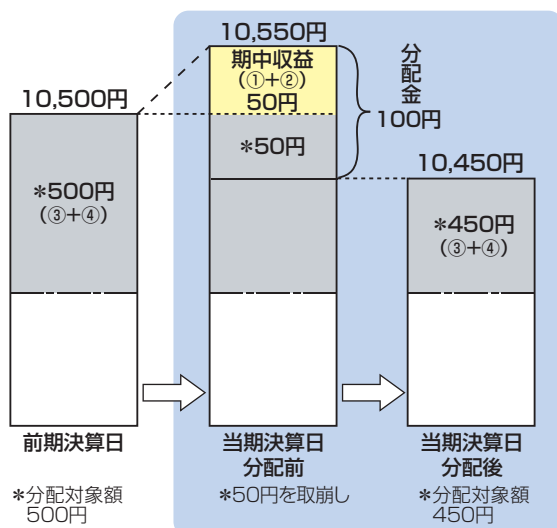 10,500円
*500円
(③+④)
前期決算日
*分配対象額
500円
10,550円
期中収益
(①+②)
50円
*50円
分配金
100円
当期決算日
分配前
*50円を取崩し
10,450円
*450円
(③+④)
当期決算日
分配後
*分配対象額
450円